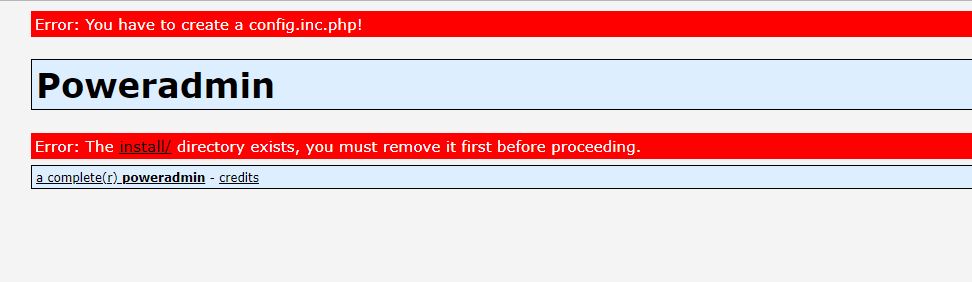 Error: You have to create a config.inc.php!
Poweradmin
Error: The install/ directory exists, you must remove it first before proceeding.
a complete(r) poweradmin - credits